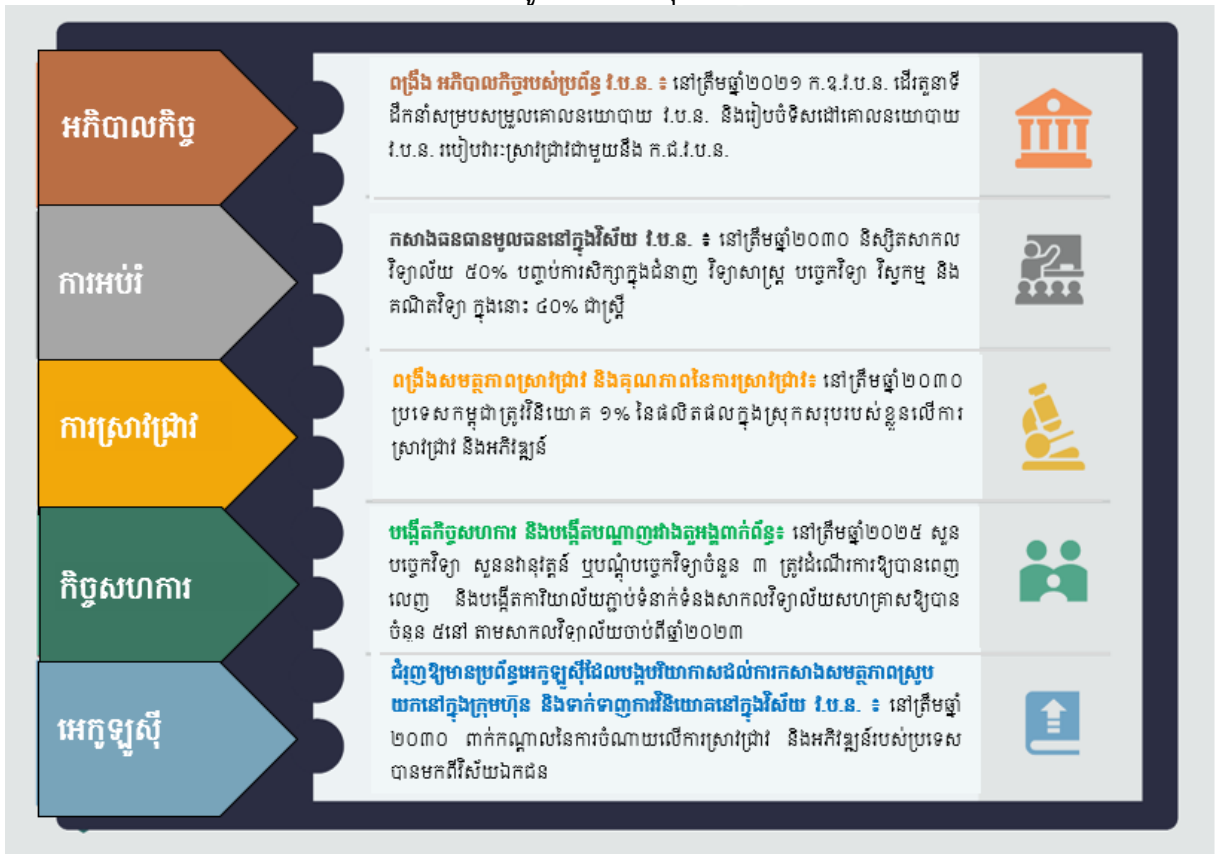 អភិបាលកិច្ច
ពង្រឹង អភិបាលកិច្ចរបស់ប្រព័ន្ធ វ.ប.ន. ៖ នៅត្រឹមឆ្នាំ២០២១ ក.ឧ.វ.ប.ន. ដើរតួនាទី
ដឹកនាំសម្របសម្រួលគោលនយោបាយ វ.ប.ន. និងរៀបចំទិសដៅគោលនយោបាយ
វ.ប.ន. របៀបវារៈស្រាវជ្រាវជាមួយនឹង ក.ជ.វ.ប.ន.
ការអប់រំ
កសាងធនធានមូលធននៅក្នុងវិស័យ វ.ប.ន. ៖ នៅត្រឹមឆ្នាំ២០៣០ និស្សិតសាកល
វិទ្យាល័យ ៥០% បញ្ចប់ការសិក្សាក្នុងជំនាញ វិទ្យាសាស្ត្រ បច្ចេកវិទ្យា វិស្វកម្ម និង
គណិតវិទ្យា ក្នុងនោះ ៤០% ជាស្ត្រី
ការស្រាវជ្រាវ
ពង្រឹងសមត្ថភាពស្រាវជ្រាវ និងគុណភាពនៃការស្រាវជ្រាវ៖ នៅត្រឹមឆ្នាំ២០៣០
ប្រទេសកម្ពុជាត្រូវវិនិយោគ ១% នៃផលិតផលក្នុងស្រុកសរុបរបស់ខ្លួនលើការ
ស្រាវជ្រាវ និងអភិវឌ្ឍន៍
កិច្ចសហការ
បង្កើតកិច្ចសហការ និងបង្កើតបណ្តាញរវាងតួអង្គពាក់ព័ន្ធ៖ នៅត្រឹមឆ្នាំ២០២៥ សួន
បច្ចេកវិទ្យា សួននវានុវត្តន៍ ឬបណ្តុំបច្ចេកវិទ្យាចំនួន ៣ ត្រូវដំណើរការឱ្យបានពេញ
លេញ និងបង្កើតការិយាល័យភ្ជាប់ទំនាក់ទំនងសាកលវិទ្យាល័យសហគ្រាសឱ្យបាន
ចំនួន ៥នៅ តាមសាកលវិទ្យាល័យចាប់ពីឆ្នាំ២០២៣
អេកូឡូស៊ី
ជំរុញឱ្យមានប្រព័ន្ធអេកូឡូស៊ីដែលបង្កបរិយាកាសដល់ការកសាងសមត្ថភាពស្រូប
យកនៅក្នុងក្រុមហ៊ុន និងទាក់ទាញការវិនិយោគនៅក្នុងវិស័យ វ.ប.ន. ៖ នៅត្រឹមឆ្នាំ
២០៣០ ពាក់កណ្តាលនៃការចំណាយលើការស្រាវជ្រាវ និងអភិវឌ្ឍន៍របស់ប្រទេស
បានមកពីវិស័យឯកជន